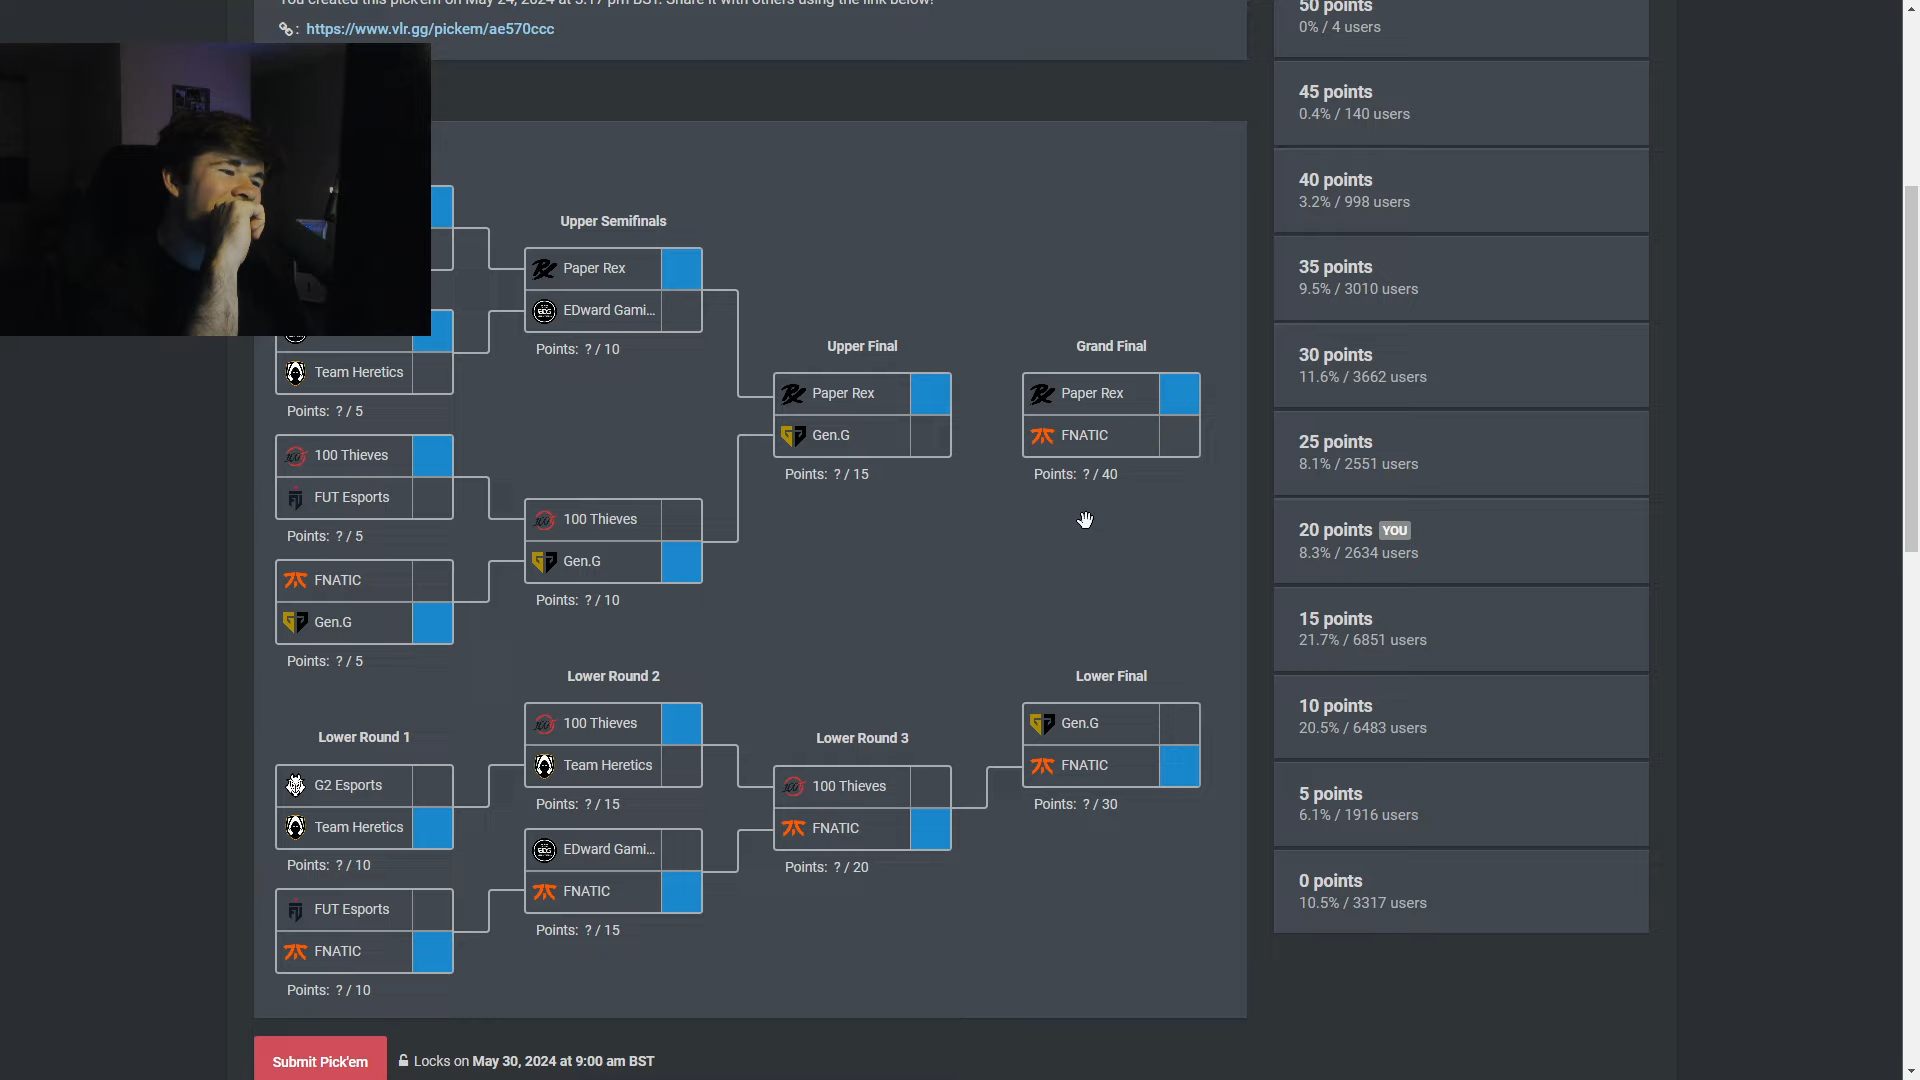 You created this pick'em on May 24, 2024 at 5:17 pm BST. Share it with others using the link below!
: https://www.vlr.gg/pickem/ae570ccc
Upper Semifinals
Paper Rex
EDward Gami...
Points: ? / 10
Team Heretics
Points: ? / 5
100 Thieves
FUT Esports
Points: ? / 5
FNATIC
Gen.G
Points: ? / 5
100 Thieves
Gen.G
Points: ? / 10
Upper Final
Paper Rex
Gen.G
Points: ? / 15
Grand Final
Paper Rex
FNATIC
Points: ? / 40
Lower Round 1
G2 Esports
Team Heretics
Points: ? / 10
FUT Esports
FNATIC
Points: ? / 10
Lower Round 2
100 Thieves
Team Heretics
Points: ? / 15
EDward Gami...
FNATIC
Points: ? / 15
Lower Round 3
100 Thieves
FNATIC
Points: ? / 20
Lower Final
Gen.G
FNATIC
Points: ? / 30
Submit Pick'em
Locks on May 30, 2024 at 9:00 am BST
50 points
0% / 4 users
45 points
0.4% / 140 users
40 points
3.2% / 998 users
35 points
9.5% / 3010 users
30 points
11.6% / 3662 users
25 points
8.1% / 2551 users
20 points YOU
8.3% / 2634 users
15 points
21.7% / 6851 users
10 points
20.5% / 6483 users
5 points
6.1% / 1916 users
0 points
10.5% / 3317 users